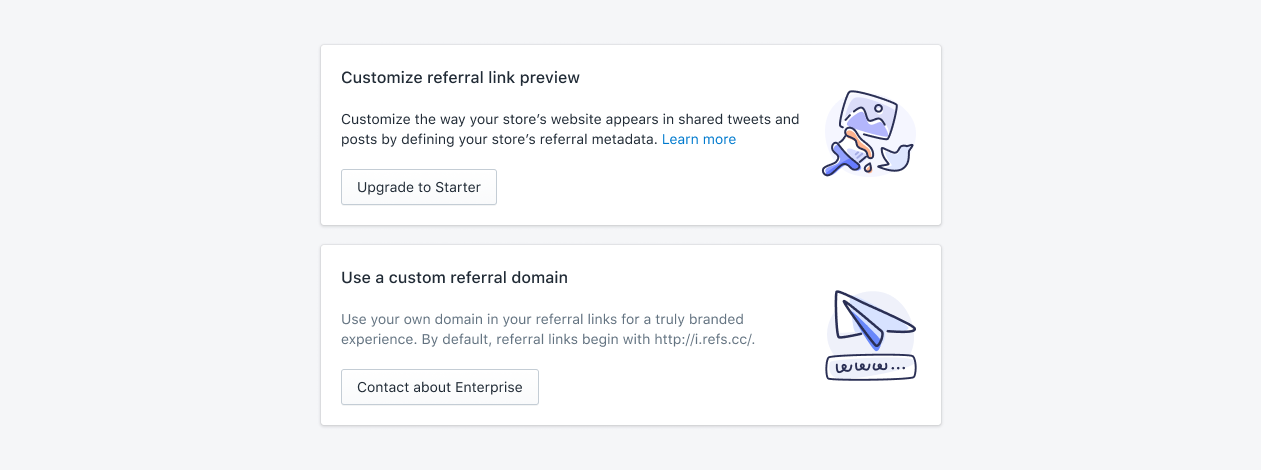 Customize referral link preview
Customize the way your store’s website appears in shared tweets and
posts by defining your store’s referral metadata. Learn more
Upgrade to Starter
Use a custom referral domain
Use your own domain in your referral links for a truly branded
experience. By default, referral links begin with http://i.refs.cc/.
www...
Contact about Enterprise